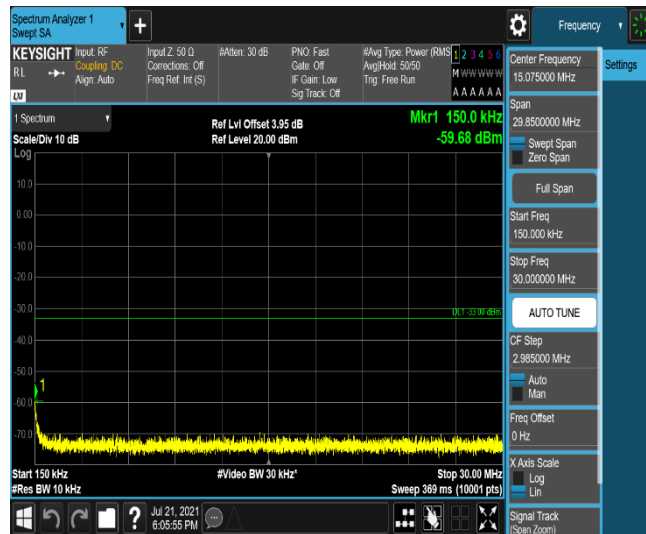 Spectrum Analyzer 1
Swept SA
+
Frequency
KEYSIGHT
R L
LXI
Input: RF
Coupling: DC
Align: Auto
Input Z: 50 Ω
Corrections: Off
Freq Ref: Int (S)
#Atten: 30 dB
PNO: Fast
Gate: Off
IF Gain: Low
Sig Track: Off
#Avg Type: Power (RMS
Avg|Hold: 50/50
Trig: Free Run
1 2 3 4 5 6
M W W W W W
A A A A A A
Center Frequency
15.075000 MHz
Settings
Span
29.8500000 MHz
Swept Span
Zero Span
Full Span
Start Freq
150.000 kHz
Stop Freq
30.000000 MHz
AUTO TUNE
CF Step
2.985000 MHz
Auto
Man
Freq Offset
0 Hz
X Axis Scale
Log
Lin
Signal Track
(Span Zoom)
1 Spectrum
Scale/Div 10 dB
Log
Ref Lvl Offset 3.95 dB
Ref Level 20.00 dBm
Mkr1 150.0 kHz
-59.68 dBm
10.0
0.00
-10.0
-20.0
-30.0
DL1 -33.00 dBm
-40.0
-50.0
1
-60.0
-70.0
Start 150 kHz
#Video BW 30 kHz*
Stop 30.00 MHz
#Res BW 10 kHz
Sweep 369 ms (10001 pts)
?
Jul 21, 2021
6:05:55 PM